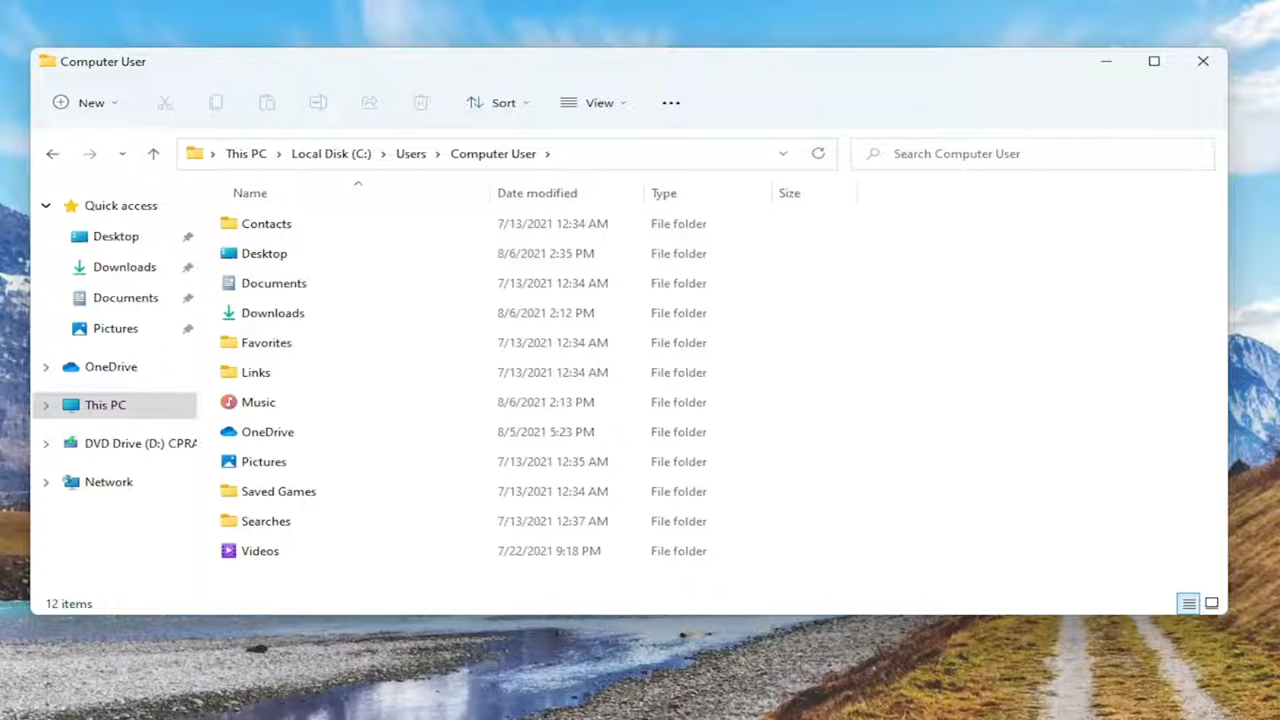 Computer User
New
Sort
View
This PC > Local Disk (C:) > Users > Computer User >
Search Computer User
Name Date modified Type Size
Quick access
Desktop
Downloads
Documents
Pictures
OneDrive
This PC
DVD Drive (D:) CPRA
Network
Contacts 7/13/2021 12:34 AM File folder
Desktop 8/6/2021 2:35 PM File folder
Documents 7/13/2021 12:34 AM File folder
Downloads 8/6/2021 2:12 PM File folder
Favorites 7/13/2021 12:34 AM File folder
Links 7/13/2021 12:34 AM File folder
Music 8/6/2021 2:13 PM File folder
OneDrive 8/5/2021 5:23 PM File folder
Pictures 7/13/2021 12:35 AM File folder
Saved Games 7/13/2021 12:34 AM File folder
Searches 7/13/2021 12:37 AM File folder
Videos 7/22/2021 9:18 PM File folder
12 items